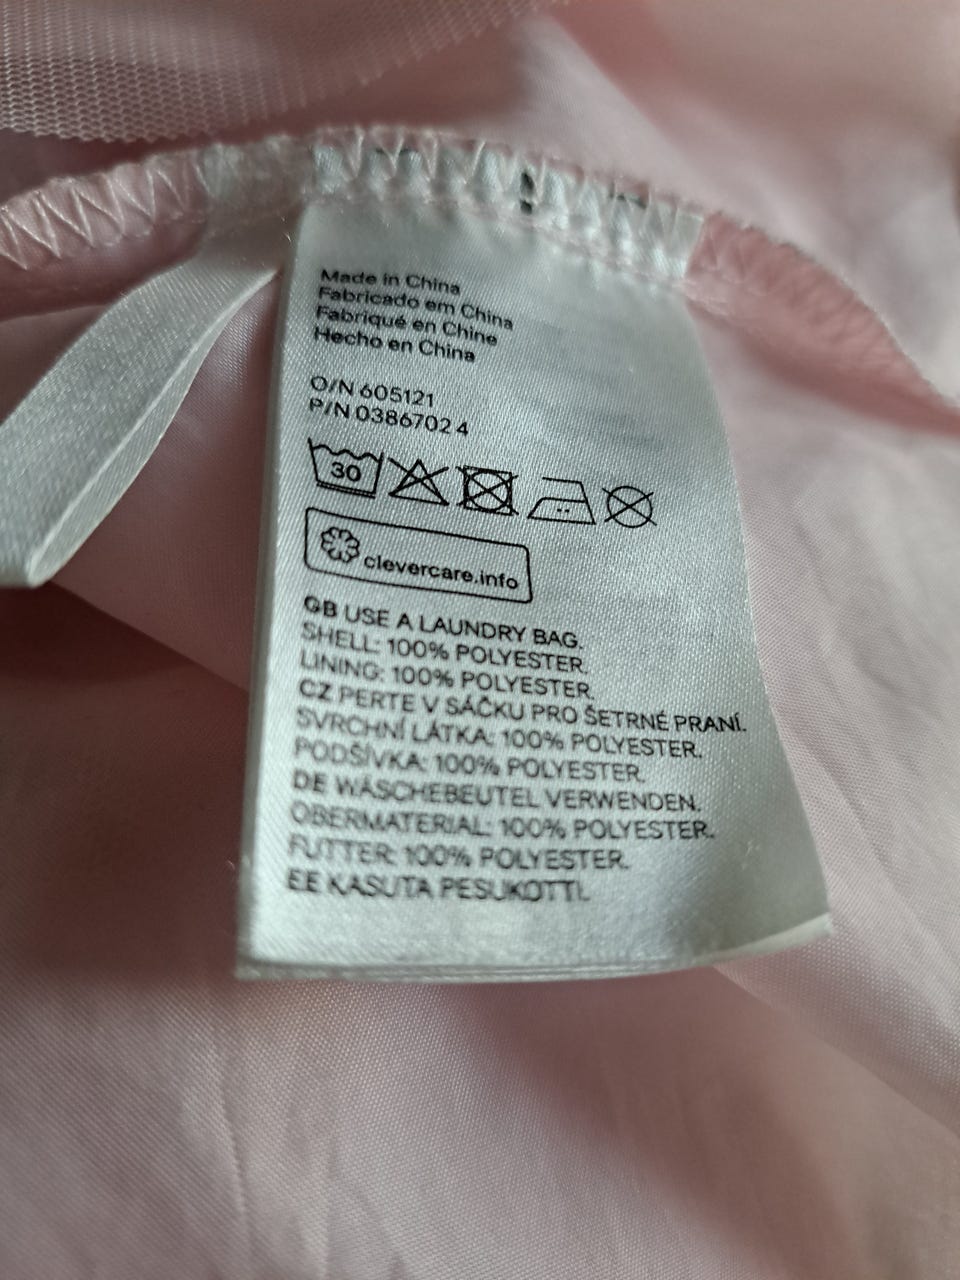 Made in China
Fabricado em China
Fabriqué en Chine
Hecho en China
O/N 605121
P/N 0386702 4
30
clevercare.info
GB USE A LAUNDRY BAG.
SHELL: 100% POLYESTER.
LINING: 100% POLYESTER.
CZ PERTE V SÁČKU PRO ŠETRNÉ PRANÍ.
SVRCHNÍ LÁTKA: 100% POLYESTER.
PODŠÍVKA: 100% POLYESTER.
DE WÄSCHEBEUTEL VERWENDEN.
OBERMATERIAL: 100% POLYESTER.
FUTTER: 100% POLYESTER.
EE KASUTA PESUKOTTI.